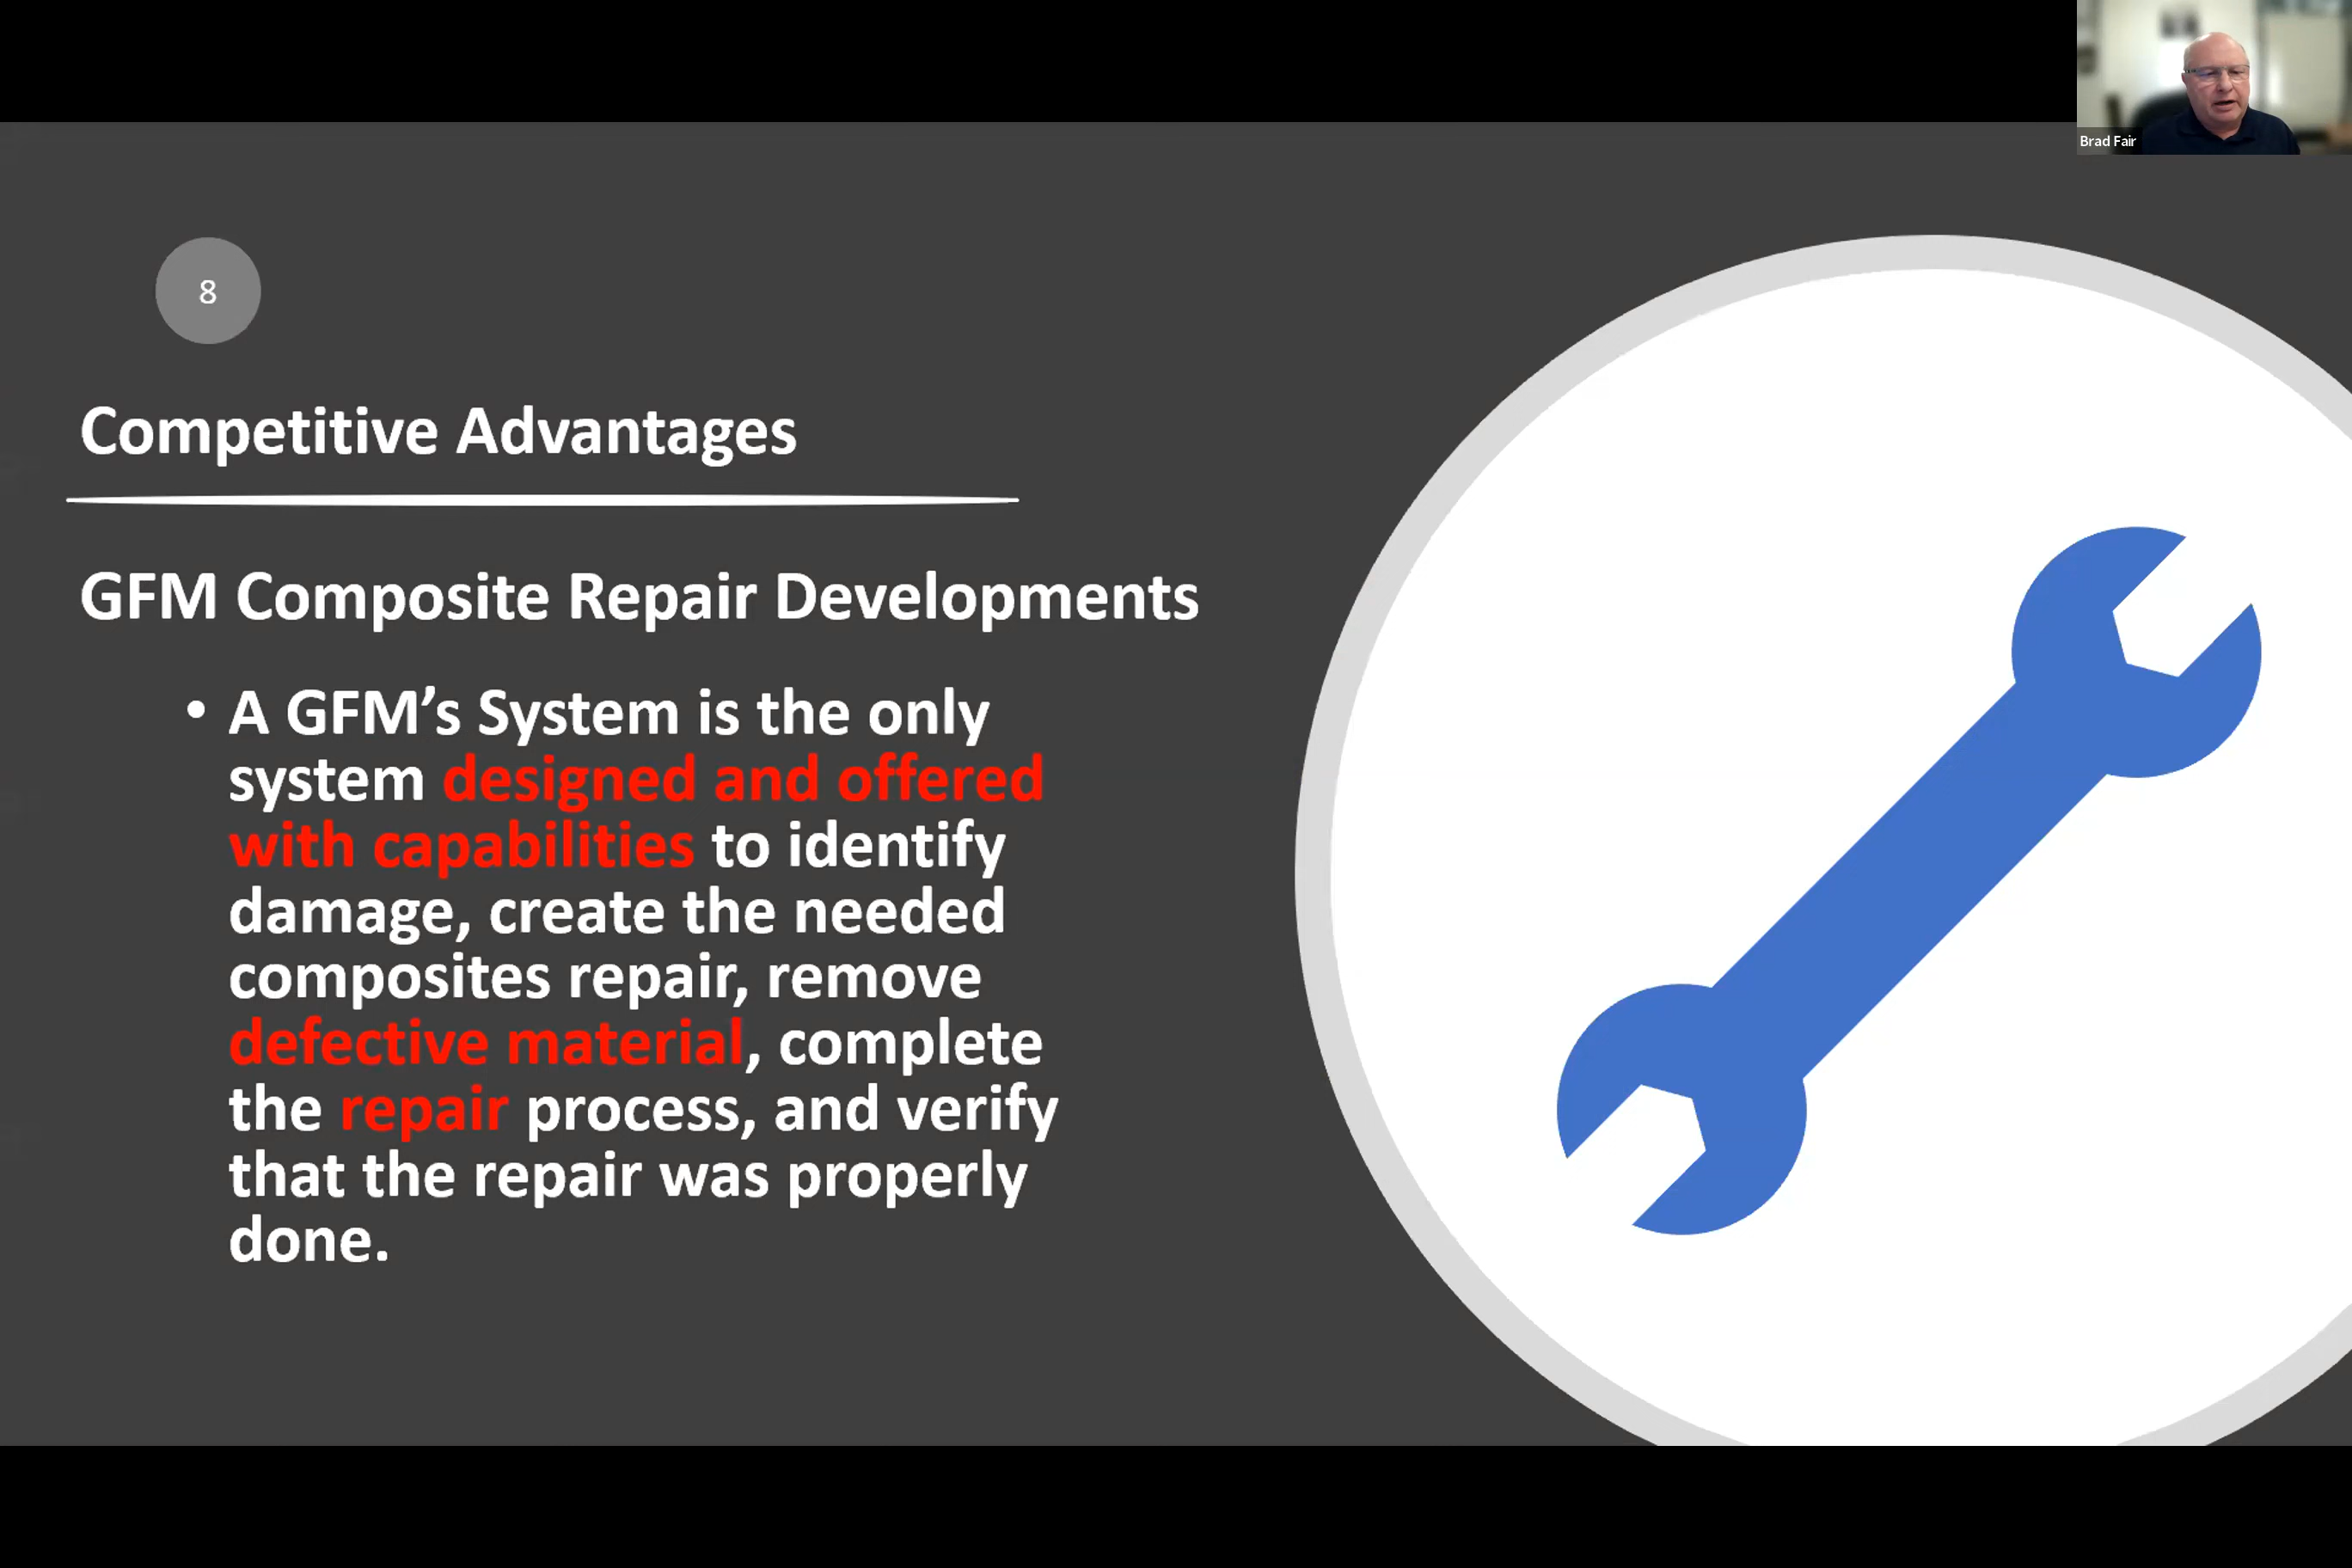 Brad Fair
8
Competitive Advantages
GFM Composite Repair Developments
• A GFM’s System is the only
system designed and offered
with capabilities to identify
damage, create the needed
composites repair, remove
defective material, complete
the repair process, and verify
that the repair was properly
done.